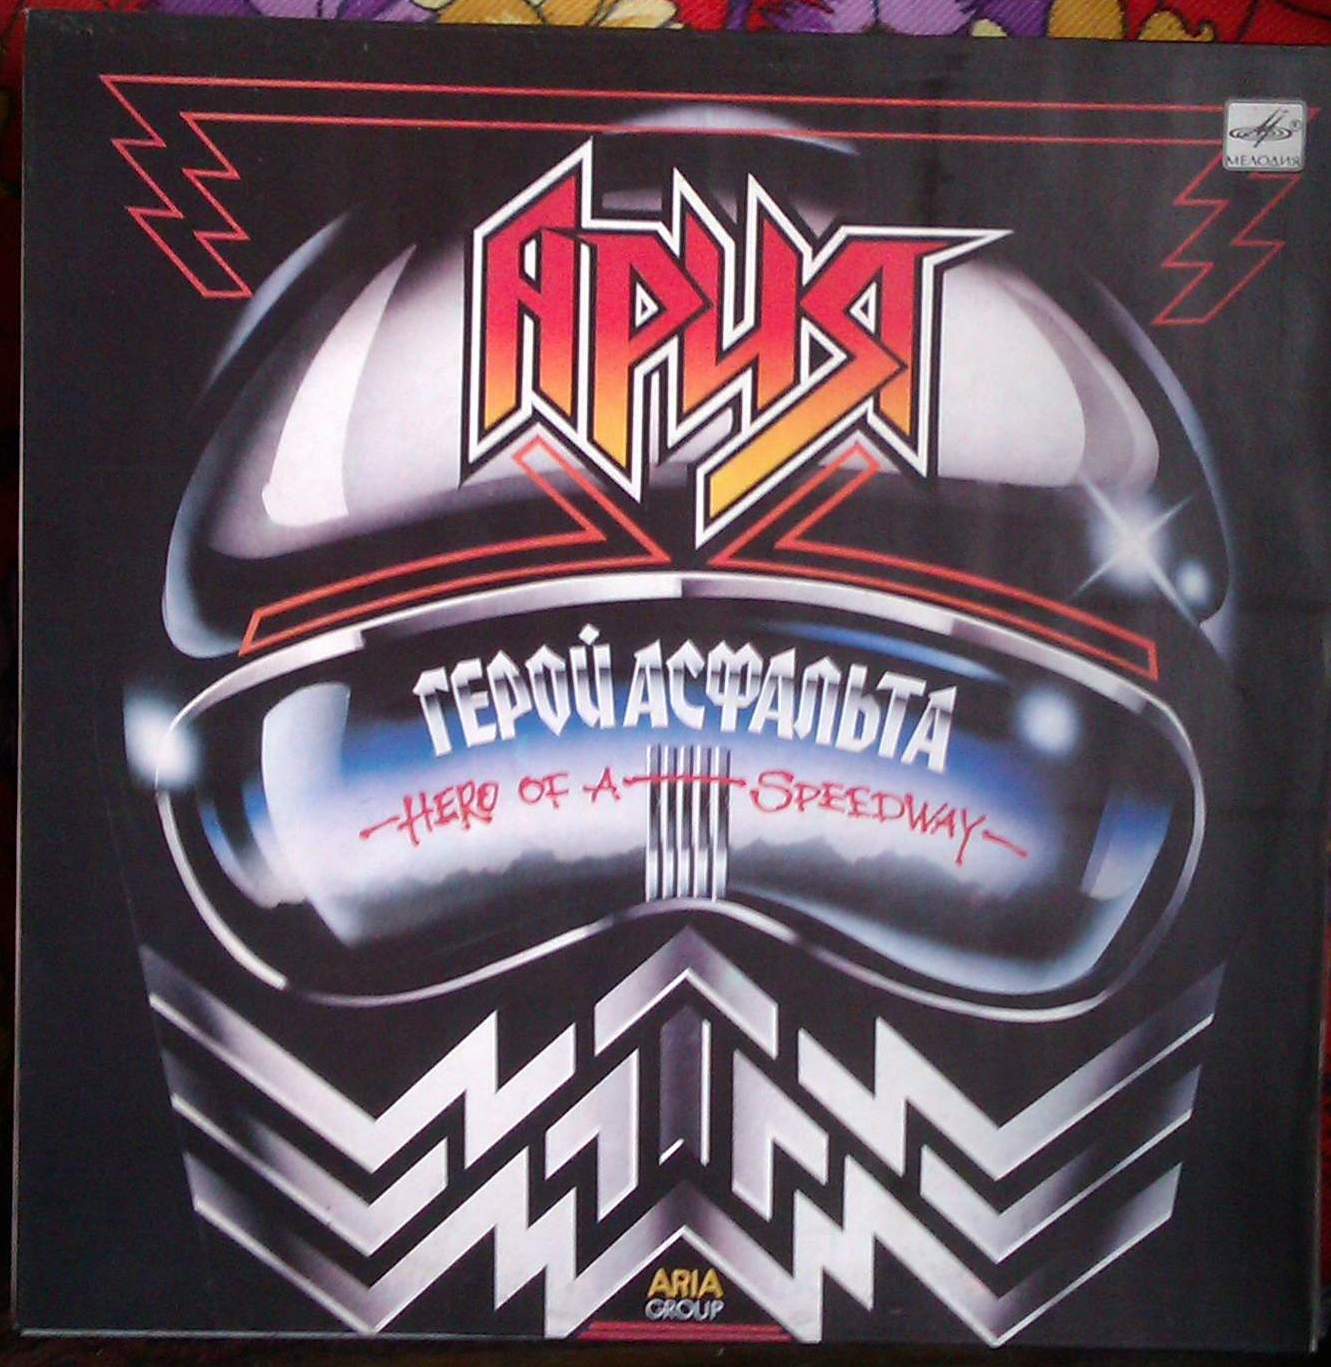 МЕЛОДИЯ
АРИЯ
ГЕРОЙ АСФАЛЬТА
HERO OF A SPEEDWAY
ARIA
GROUP